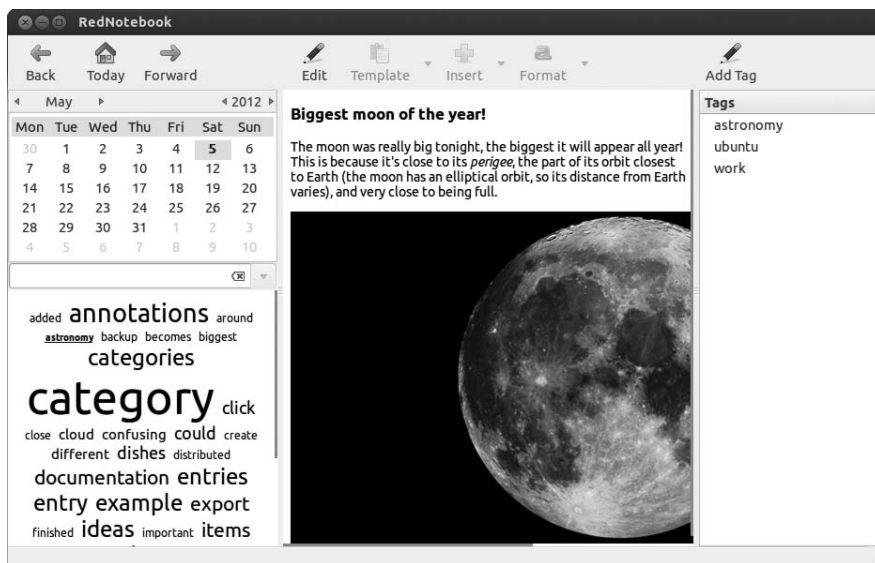 RedNotebook
Back Today Forward Edit Template Insert Format Add Tag
May 2012
Mon Tue Wed Thu Fri Sat Sun
30 1 2 3 4 5 6
7 8 9 10 11 12 13
14 15 16 17 18 19 20
21 22 23 24 25 26 27
28 29 30 31 1 2 3
4 5 6 7 8 9 10
added annotations around
astronomy backup becomes biggest
categories
category click
close cloud confusing could create
different dishes distributed
documentation entries
entry example export
finished ideas important items
Biggest moon of the year!
The moon was really big tonight, the biggest it will appear all year!
This is because it's close to its perigee, the part of its orbit closest
to Earth (the moon has an elliptical orbit, so its distance from Earth
varies), and very close to being full.
Tags
astronomy
ubuntu
work